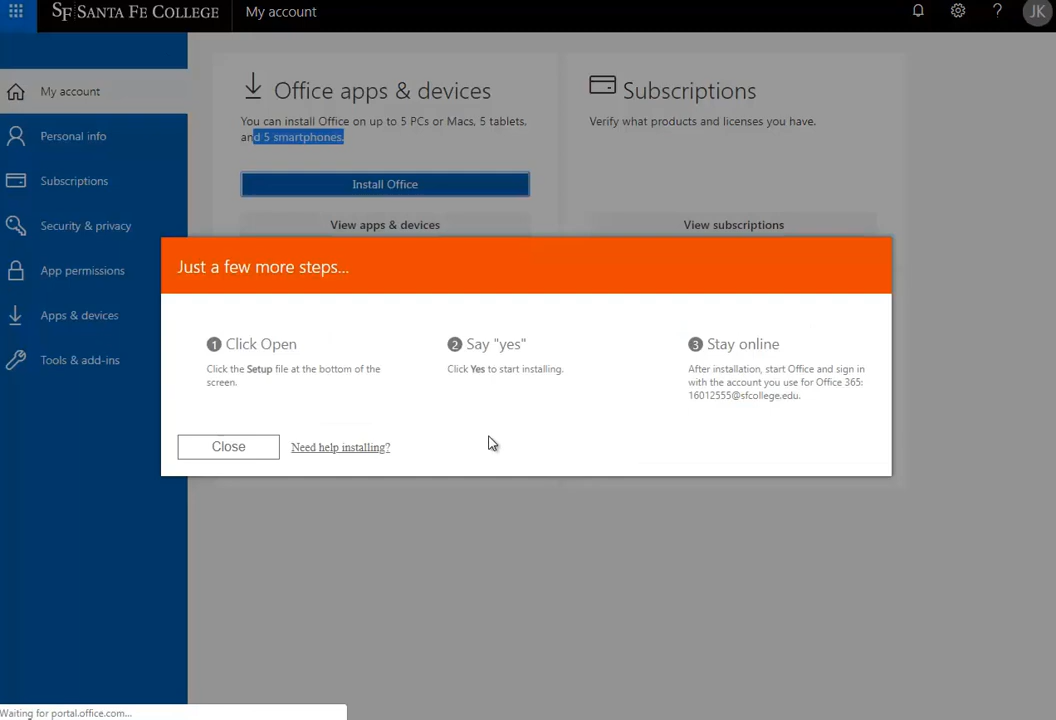 SF SANTA FE COLLEGE
My account
JK
My account
Personal info
Subscriptions
Security & privacy
App permissions
Apps & devices
Tools & add-ins
Office apps & devices
You can install Office on up to 5 PCs or Macs, 5 tablets,
and 5 smartphones.
Install Office
View apps & devices
Subscriptions
Verify what products and licenses you have.
View subscriptions
Just a few more steps...
1 Click Open
Click the Setup file at the bottom of the
screen.
2 Say "yes"
Click Yes to start installing.
3 Stay online
After installation, start Office and sign in
with the account you use for Office 365:
16012555@sfcollege.edu.
Close
Need help installing?
Waiting for portal.office.com...